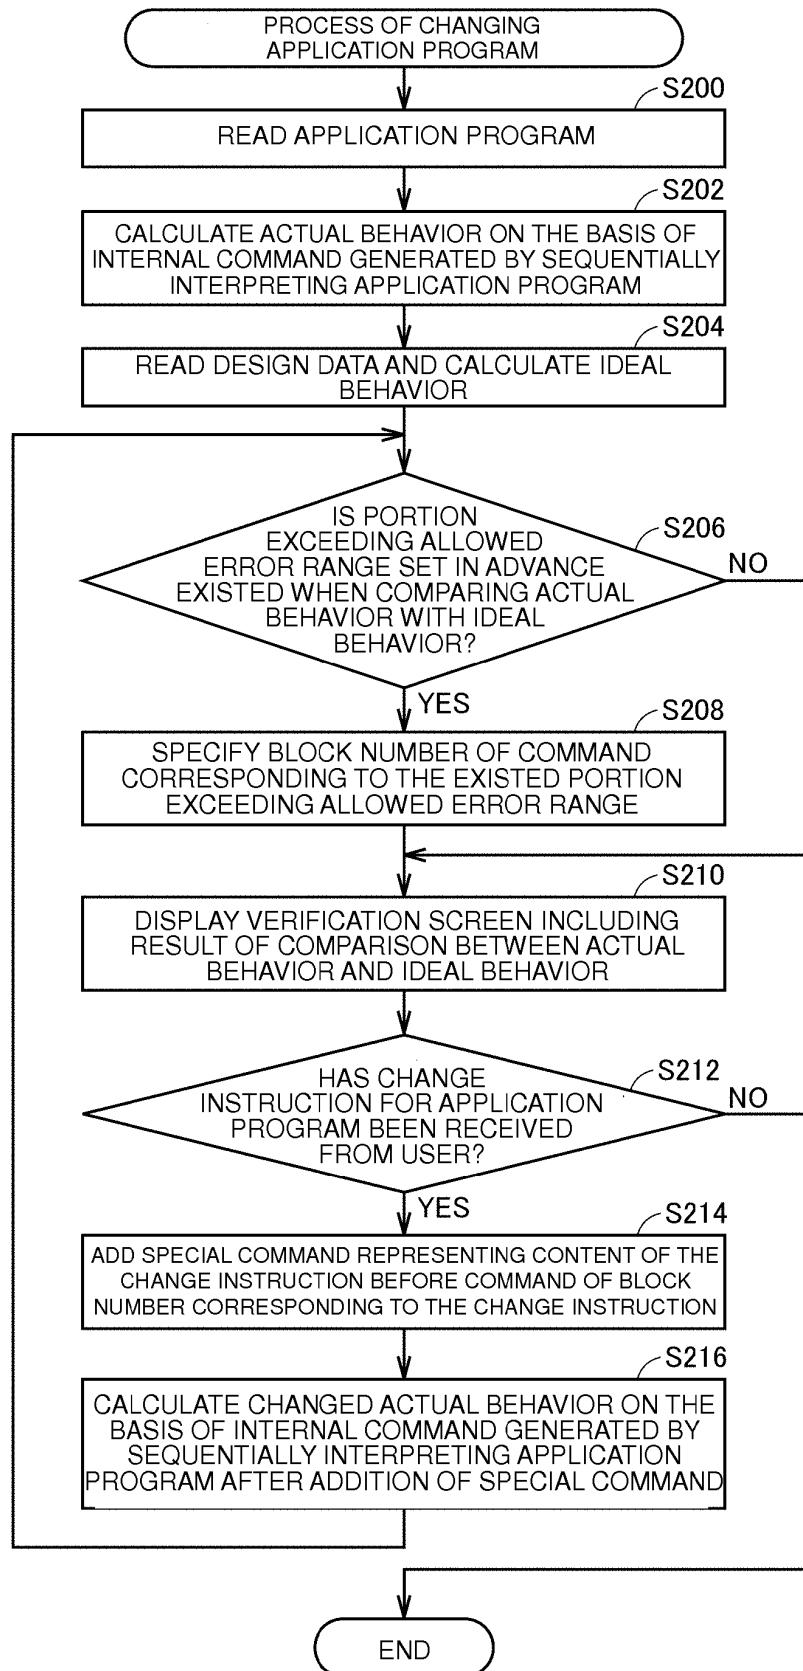 PROCESS OF CHANGING
APPLICATION PROGRAM
S200
READ APPLICATION PROGRAM
S202
CALCULATE ACTUAL BEHAVIOR ON THE BASIS OF
INTERNAL COMMAND GENERATED BY SEQUENTIALLY
INTERPRETING APPLICATION PROGRAM
S204
READ DESIGN DATA AND CALCULATE IDEAL
BEHAVIOR
S206
IS PORTION
EXCEEDING ALLOWED
ERROR RANGE SET IN ADVANCE
EXISTED WHEN COMPARING ACTUAL
BEHAVIOR WITH IDEAL
BEHAVIOR?
NO
YES
S208
SPECIFY BLOCK NUMBER OF COMMAND
CORRESPONDING TO THE EXISTED PORTION
EXCEEDING ALLOWED ERROR RANGE
S210
DISPLAY VERIFICATION SCREEN INCLUDING
RESULT OF COMPARISON BETWEEN ACTUAL
BEHAVIOR AND IDEAL BEHAVIOR
S212
HAS CHANGE
INSTRUCTION FOR APPLICATION
PROGRAM BEEN RECEIVED
FROM USER?
NO
YES
S214
ADD SPECIAL COMMAND REPRESENTING CONTENT OF THE
CHANGE INSTRUCTION BEFORE COMMAND OF BLOCK
NUMBER CORRESPONDING TO THE CHANGE INSTRUCTION
S216
CALCULATE CHANGED ACTUAL BEHAVIOR ON THE
BASIS OF INTERNAL COMMAND GENERATED BY
SEQUENTIALLY INTERPRETING APPLICATION
PROGRAM AFTER ADDITION OF SPECIAL COMMAND
END